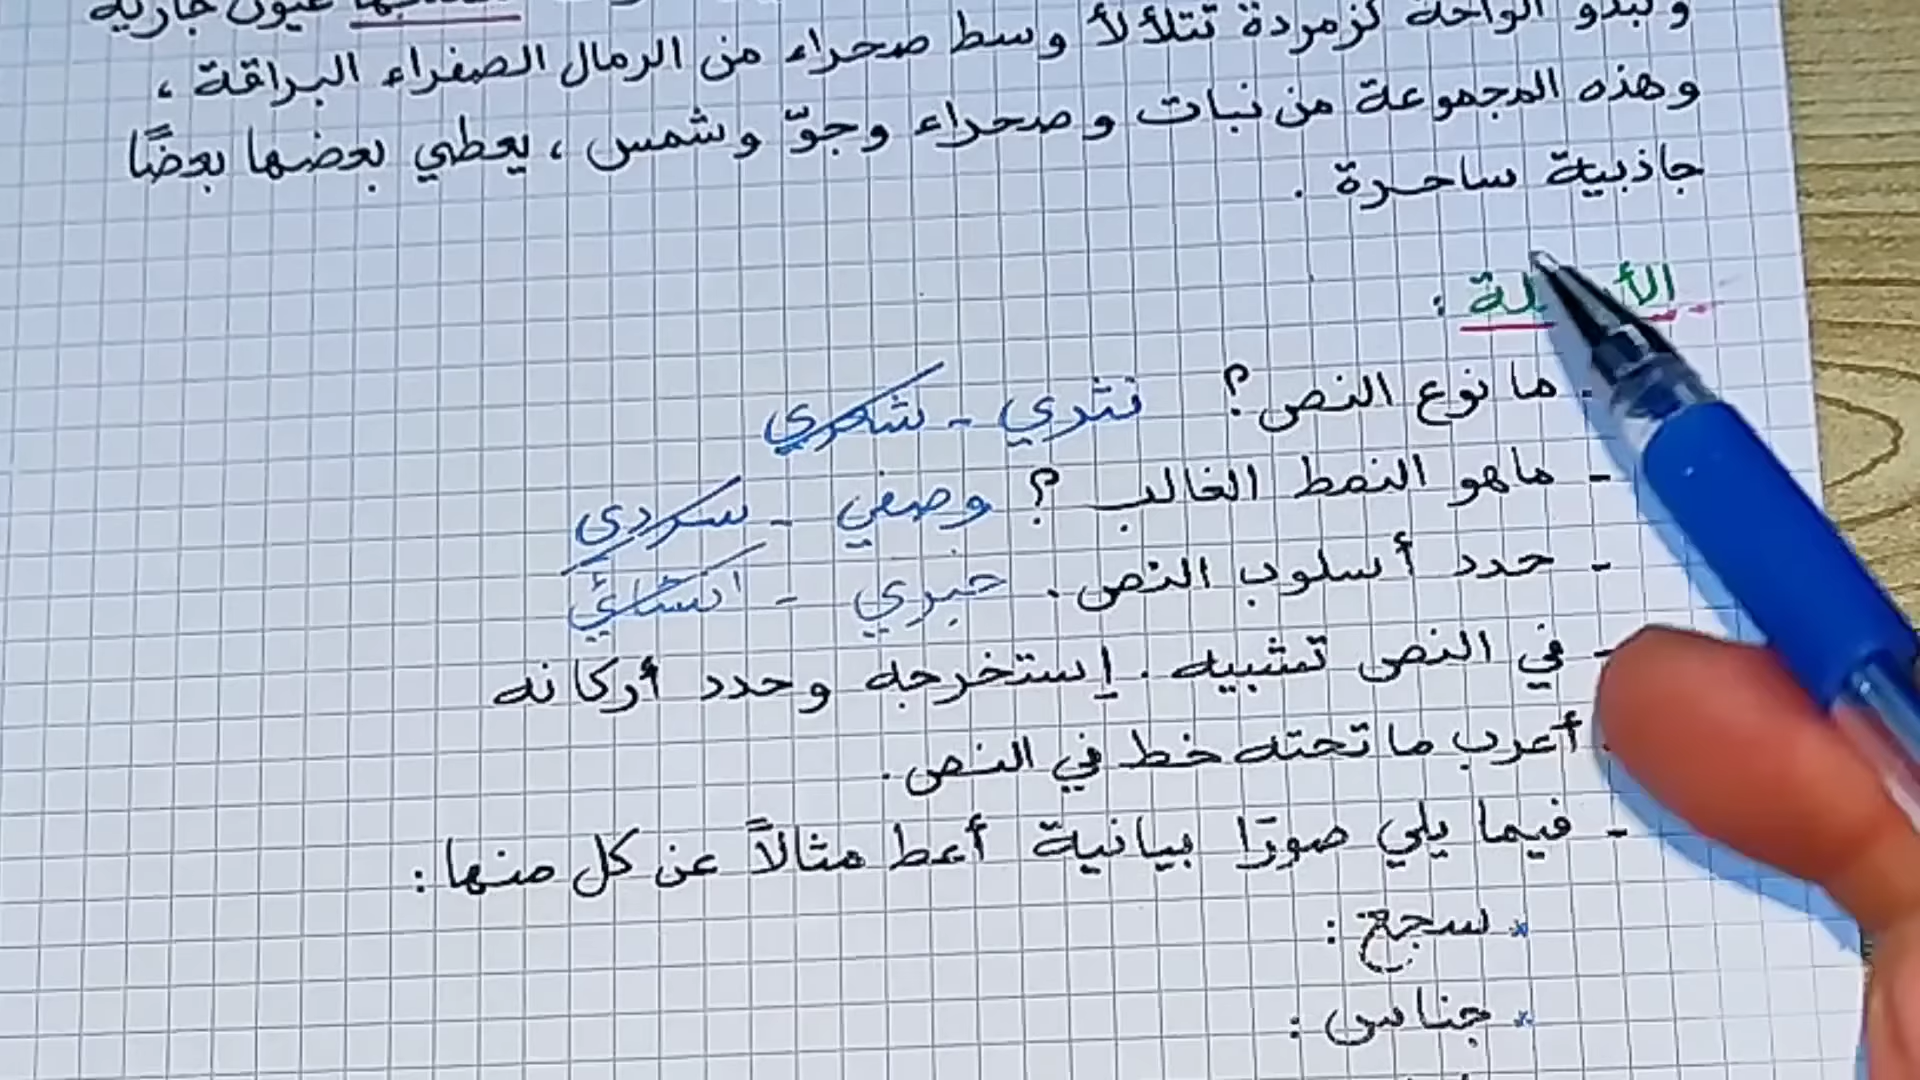 وتبدو الواحة كزمردة تتلألأ وسط صحراء من الرمال الصفراء البراقة ،
وهذه المجموعة من نبات وصحراء وجوّ وشمس ، يعطي بعضها بعضًا
جاذبية ساحرة .
الأسئلة :
- ما نوع النص ؟ نثري - شعري
- ماهو النمط الغالب ؟ وصفي - سردي
- حدد أسلوب النص . خبري - انشائي
- في النص تشبيه . إستخرجه وحدد أركانه
- أعرب ما تحته خط في النص .
- فيما يلي صورًا بيانية أعط مثالاً عن كل منها :
* سجع :
* جناس :